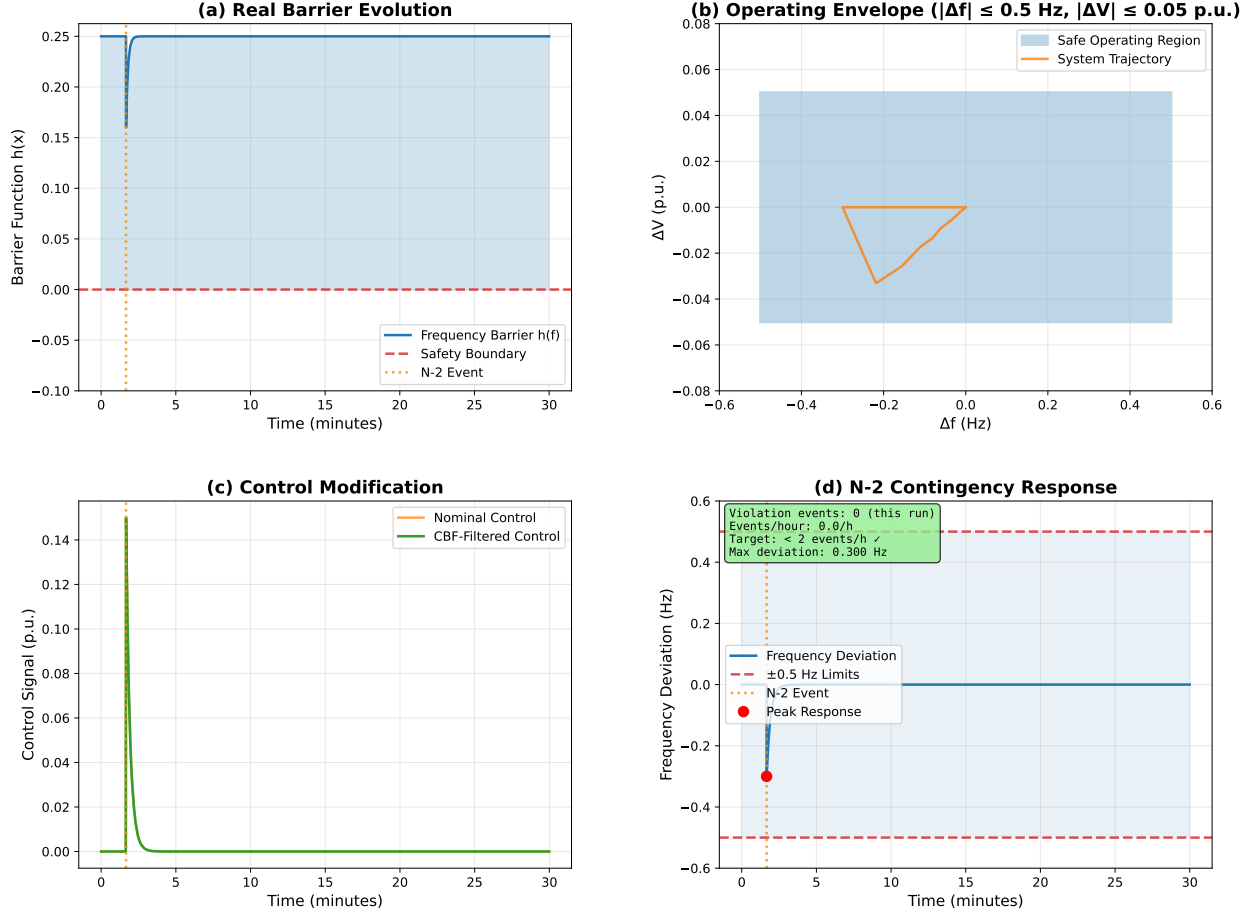 (a) Real Barrier Evolution
Barrier Function h(x)
0.25
0.20
0.15
0.10
0.05
0.00
−0.05
−0.10
0
5
10
15
20
25
30
Time (minutes)
Frequency Barrier h(f)
Safety Boundary
N-2 Event
(b) Operating Envelope (|Δf| ≤ 0.5 Hz, |ΔV| ≤ 0.05 p.u.)
ΔV (p.u.)
0.08
0.06
0.04
0.02
0.00
−0.02
−0.04
−0.06
−0.08
−0.6
−0.4
−0.2
0.0
0.2
0.4
0.6
Δf (Hz)
Safe Operating Region
System Trajectory
(c) Control Modification
Control Signal (p.u.)
0.14
0.12
0.10
0.08
0.06
0.04
0.02
0.00
0
5
10
15
20
25
30
Time (minutes)
Nominal Control
CBF-Filtered Control
(d) N-2 Contingency Response
Frequency Deviation (Hz)
0.6
0.4
0.2
0.0
−0.2
−0.4
−0.6
0
5
10
15
20
25
30
Time (minutes)
Violation events: 0 (this run)
Events/hour: 0.0/h
Target: < 2 events/h ✓
Max deviation: 0.300 Hz
Frequency Deviation
±0.5 Hz Limits
N-2 Event
Peak Response